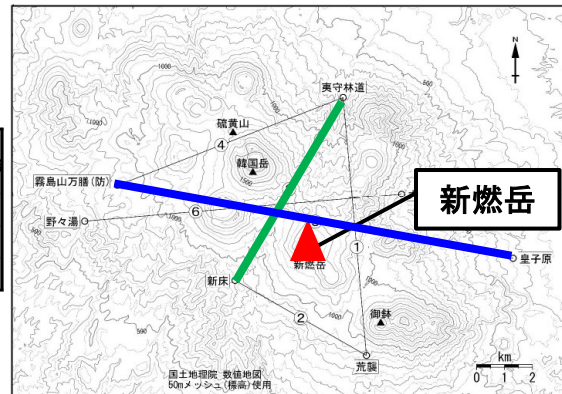 N
夷守林道
硫黄山
④
韓国岳
1500
霧島山万膳(防)
野々湯
⑥
新燃岳
①
新燃岳
皇子原
新床
②
御鉢
荒襲
国土地理院 数値地図
50mメッシュ(標高)使用
km
0 1 2